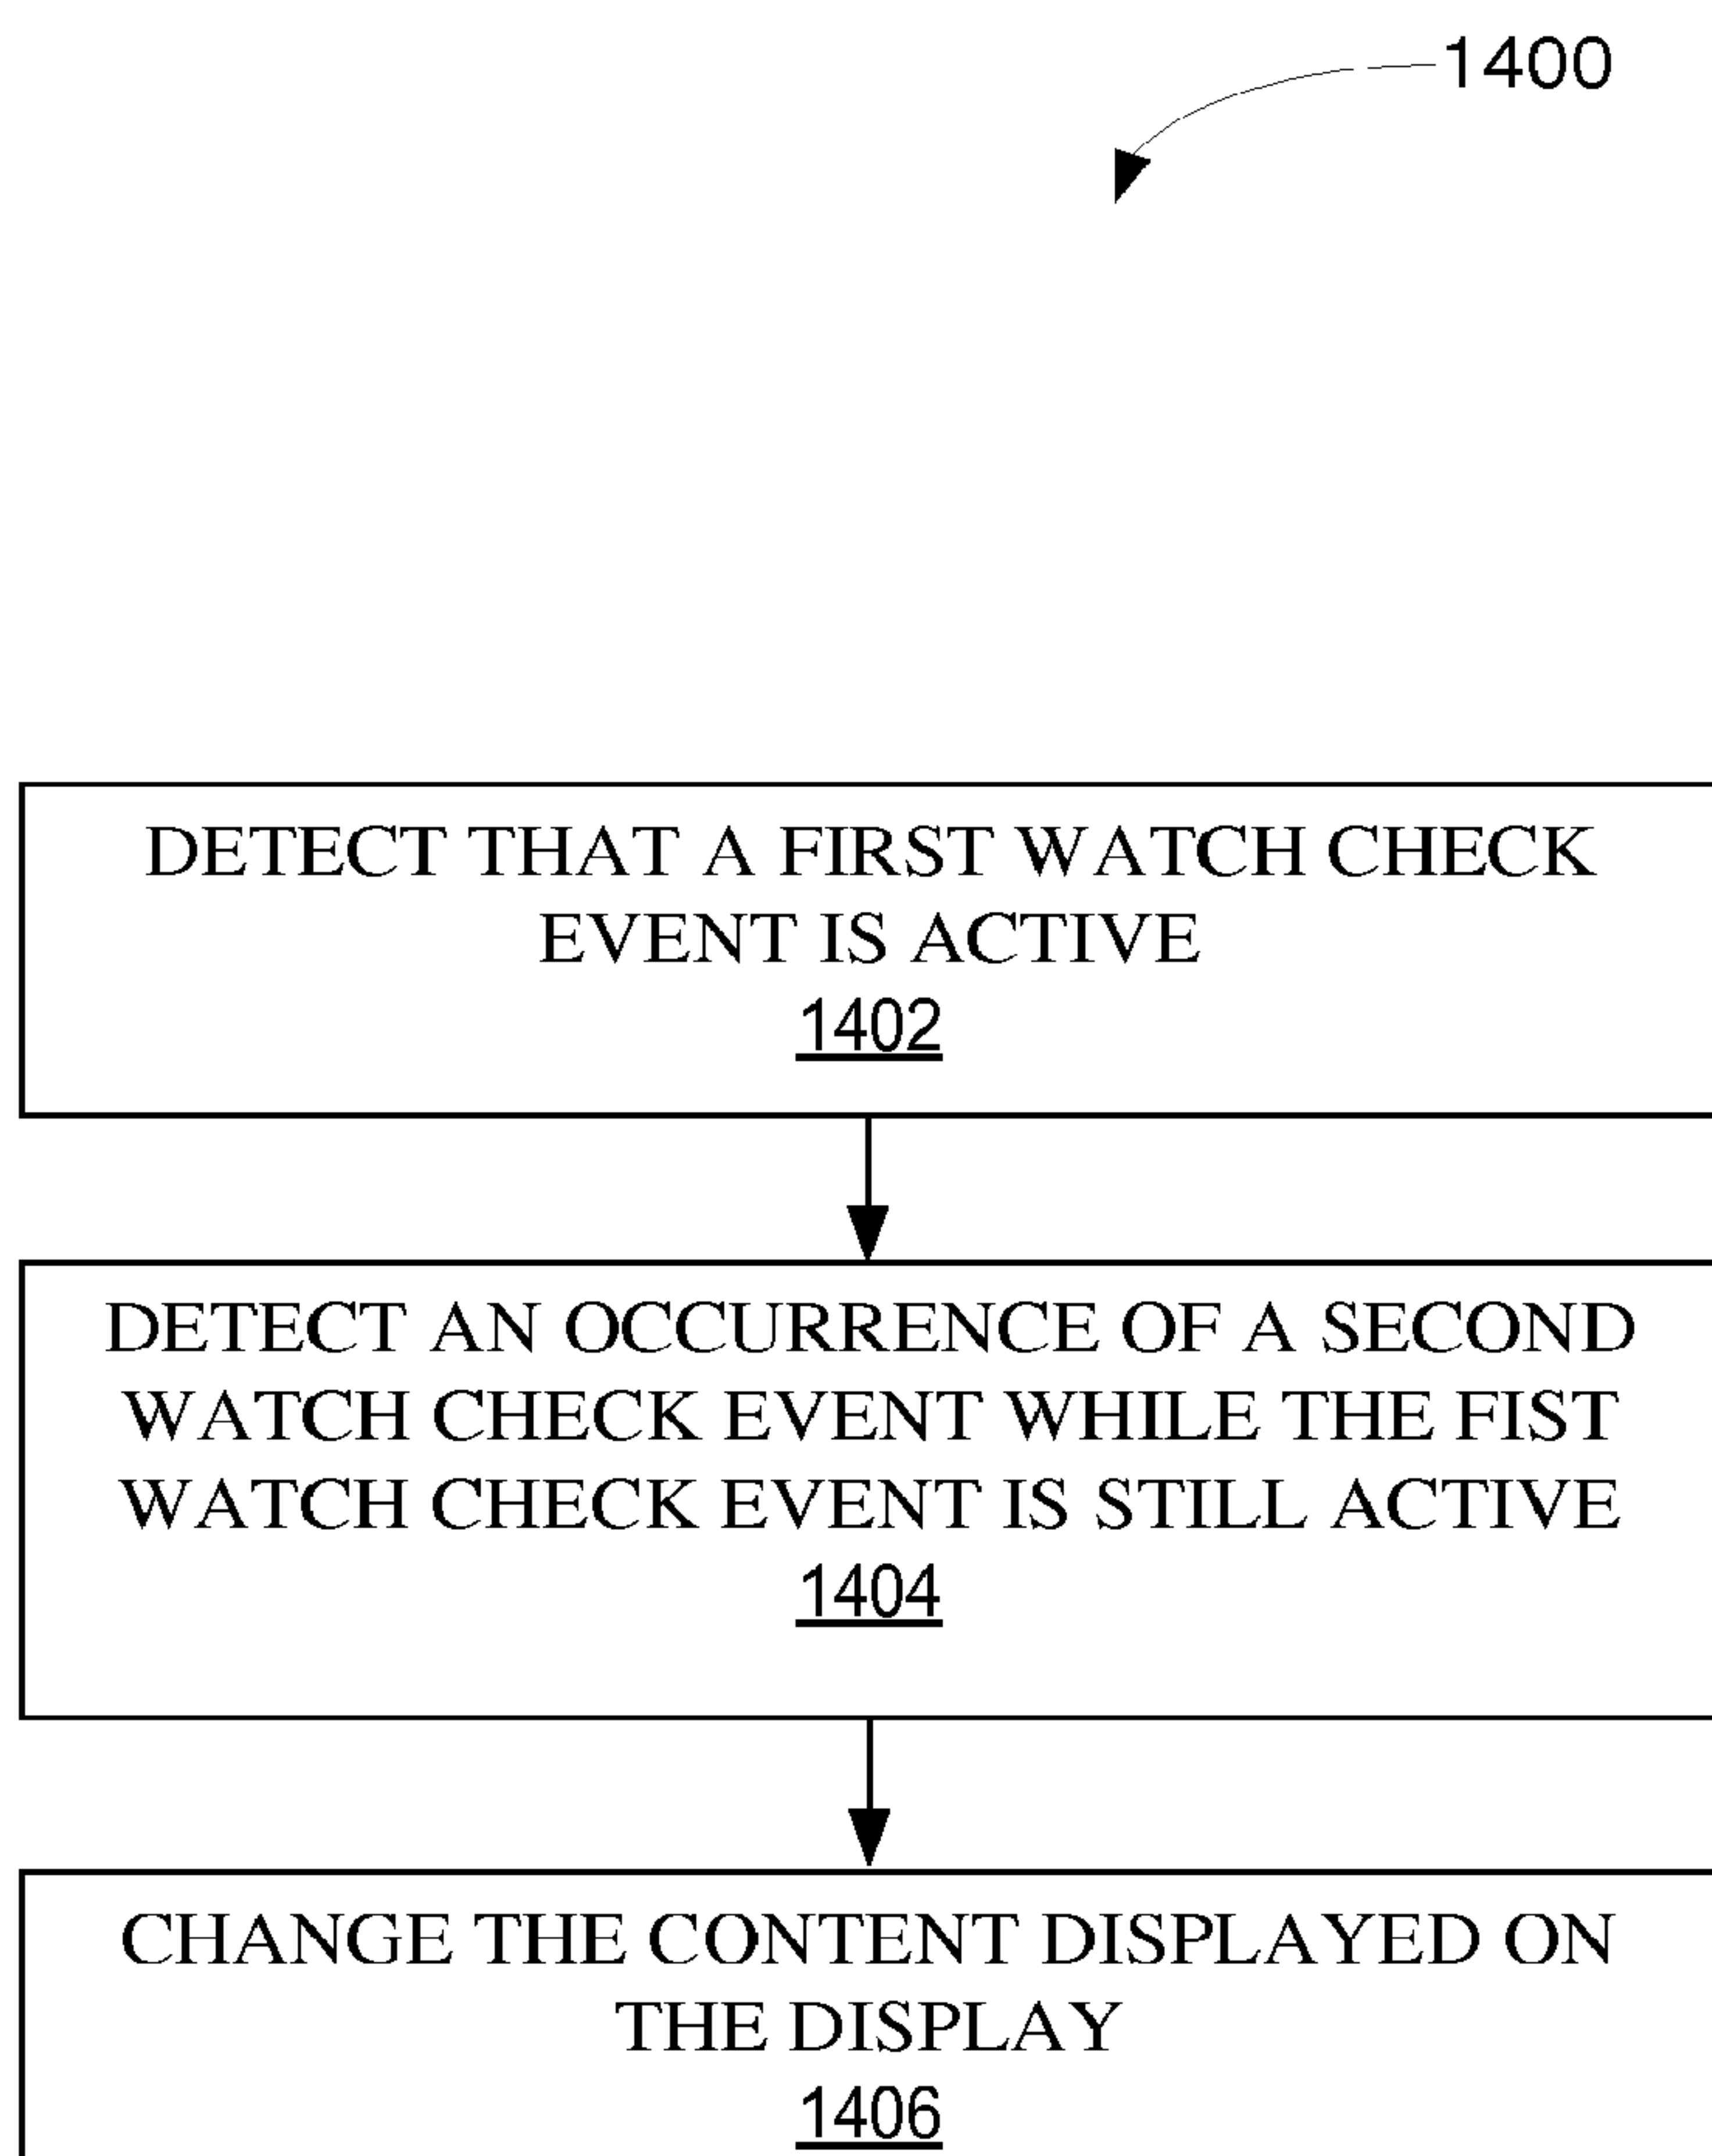 1400
DETECT THAT A FIRST WATCH CHECK
EVENT IS ACTIVE
1402
DETECT AN OCCURRENCE OF A SECOND
WATCH CHECK EVENT WHILE THE FIST
WATCH CHECK EVENT IS STILL ACTIVE
1404
CHANGE THE CONTENT DISPLAYED ON
THE DISPLAY
1406